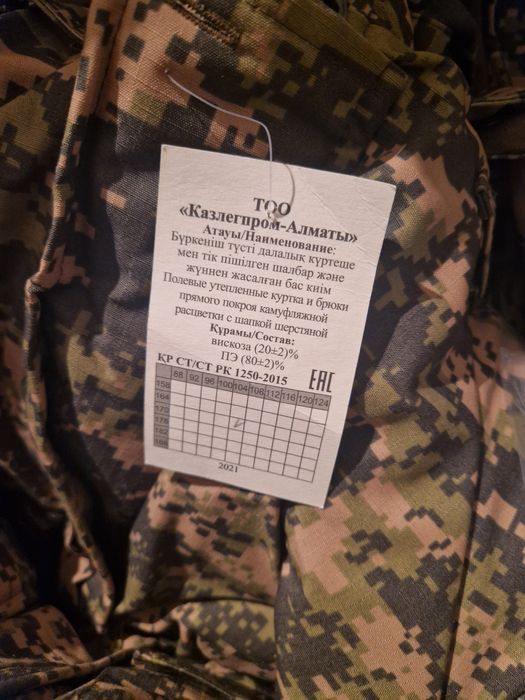 ТОО
«Казлегпром-Алматы»
Атауы/Наименование:
Бүркеніш түсті далалық күртеше
мен тік пішілген шалбар және
жүннен жасалған бас киім
Полевые утепленные куртка и брюки
прямого покроя камуфляжной
расцветки с шапкой шерстяной
Құрамы/Состав:
вискоза (20±2)%
ПЭ (80±2)%
ҚР СТ/СТ РК 1250-2015
EAC
88 92 96 100 104 108 112 116 120 124
158
164
170
176
182
188
2021